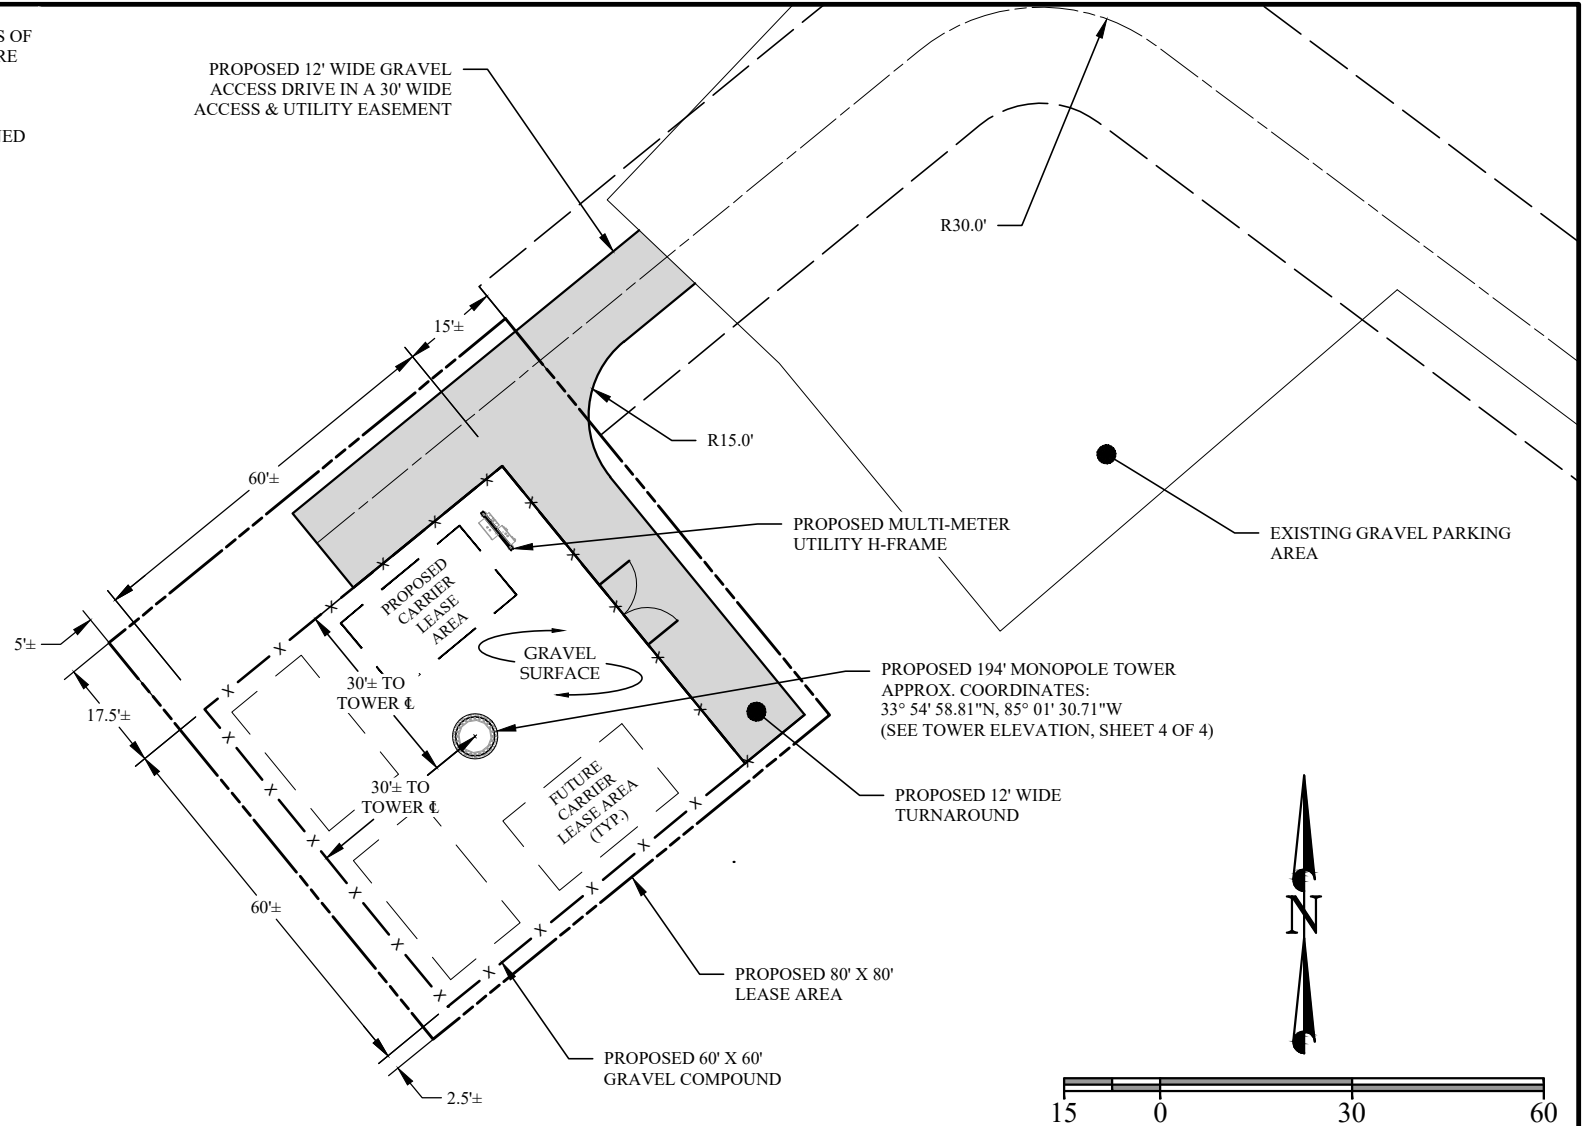 S OF
RE
PROPOSED 12' WIDE GRAVEL
ACCESS DRIVE IN A 30' WIDE
ACCESS & UTILITY EASEMENT
NED
R30.0'
15'±
R15.0'
60'±
PROPOSED MULTI-METER
UTILITY H-FRAME
EXISTING GRAVEL PARKING
AREA
PROPOSED
CARRIER
LEASE
AREA
5'±
GRAVEL
SURFACE
30'± TO
TOWER ℄
17.5'±
PROPOSED 194' MONOPOLE TOWER
APPROX. COORDINATES:
33° 54' 58.81"N, 85° 01' 30.71"W
(SEE TOWER ELEVATION, SHEET 4 OF 4)
30'± TO
TOWER ℄
FUTURE
CARRIER
LEASE AREA
(TYP.)
PROPOSED 12' WIDE
TURNAROUND
60'±
N
PROPOSED 80' X 80'
LEASE AREA
PROPOSED 60' X 60'
GRAVEL COMPOUND
2.5'±
15 0 30 60